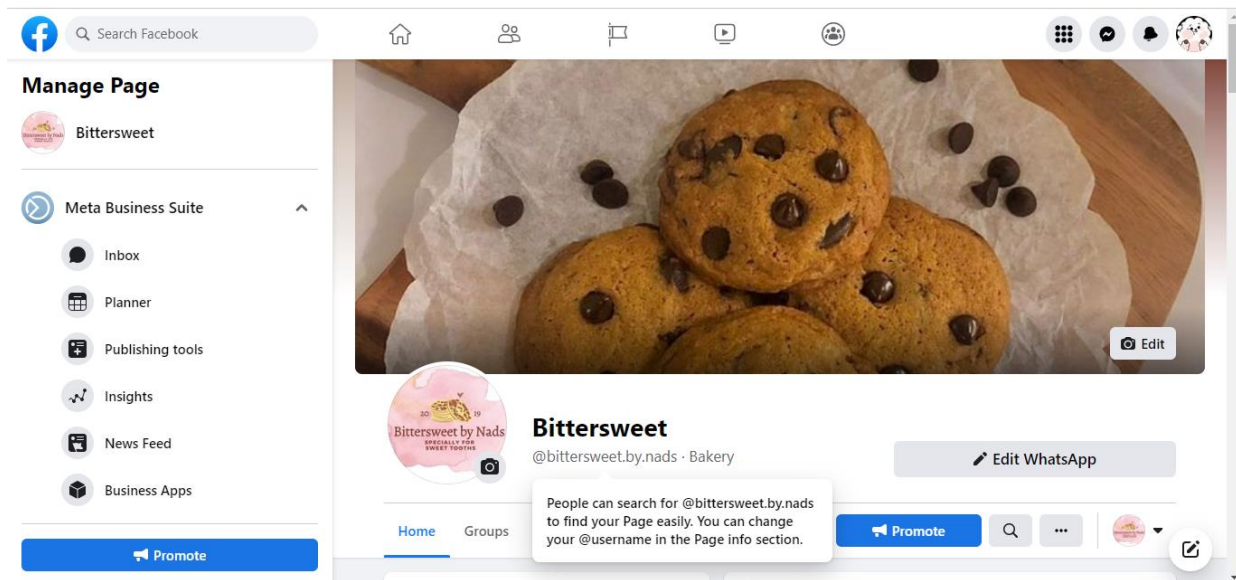 Search Facebook
Manage Page
Bittersweet
Meta Business Suite
Inbox
Planner
Publishing tools
Insights
News Feed
Business Apps
Promote
Edit
20 19
Bittersweet by Nads
SPECIALLY FOR
SWEET TOOTHS
Bittersweet
@bittersweet.by.nads · Bakery
Edit WhatsApp
People can search for @bittersweet.by.nads
to find your Page easily. You can change
your @username in the Page info section.
Home Groups
Promote